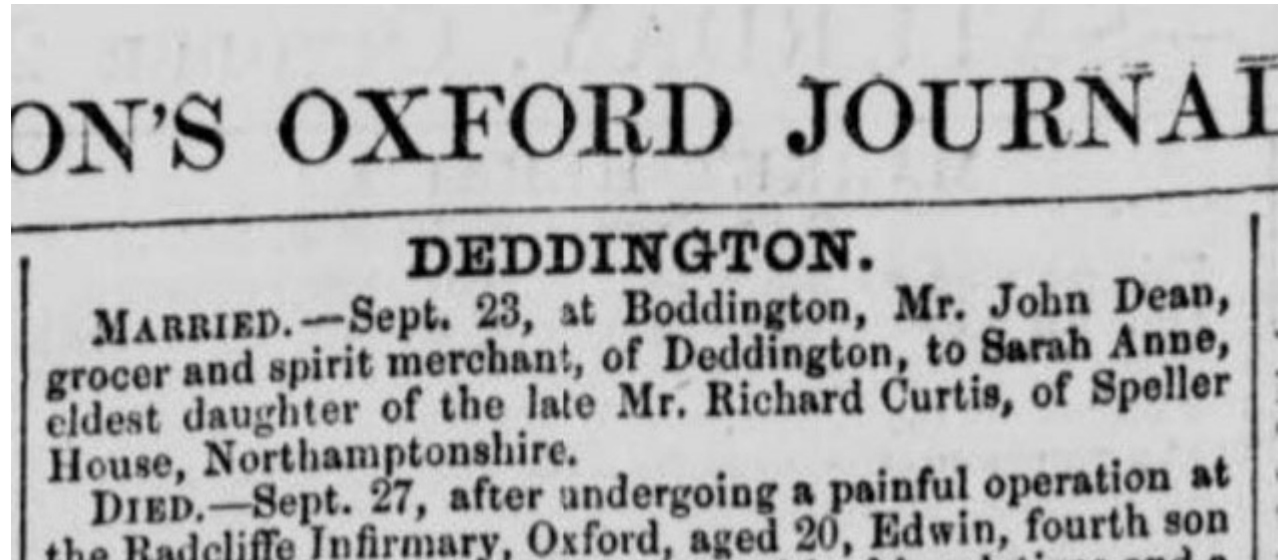 ON'S OXFORD JOURNAL
DEDDINGTON.
MARRIED.—Sept. 23, at Boddington, Mr. John Dean,
grocer and spirit merchant, of Deddington, to Sarah Anne,
eldest daughter of the late Mr. Richard Curtis, of Speller
House, Northamptonshire.
DIED.—Sept. 27, after undergoing a painful operation at
the Radcliffe Infirmary, Oxford, aged 20, Edwin, fourth son